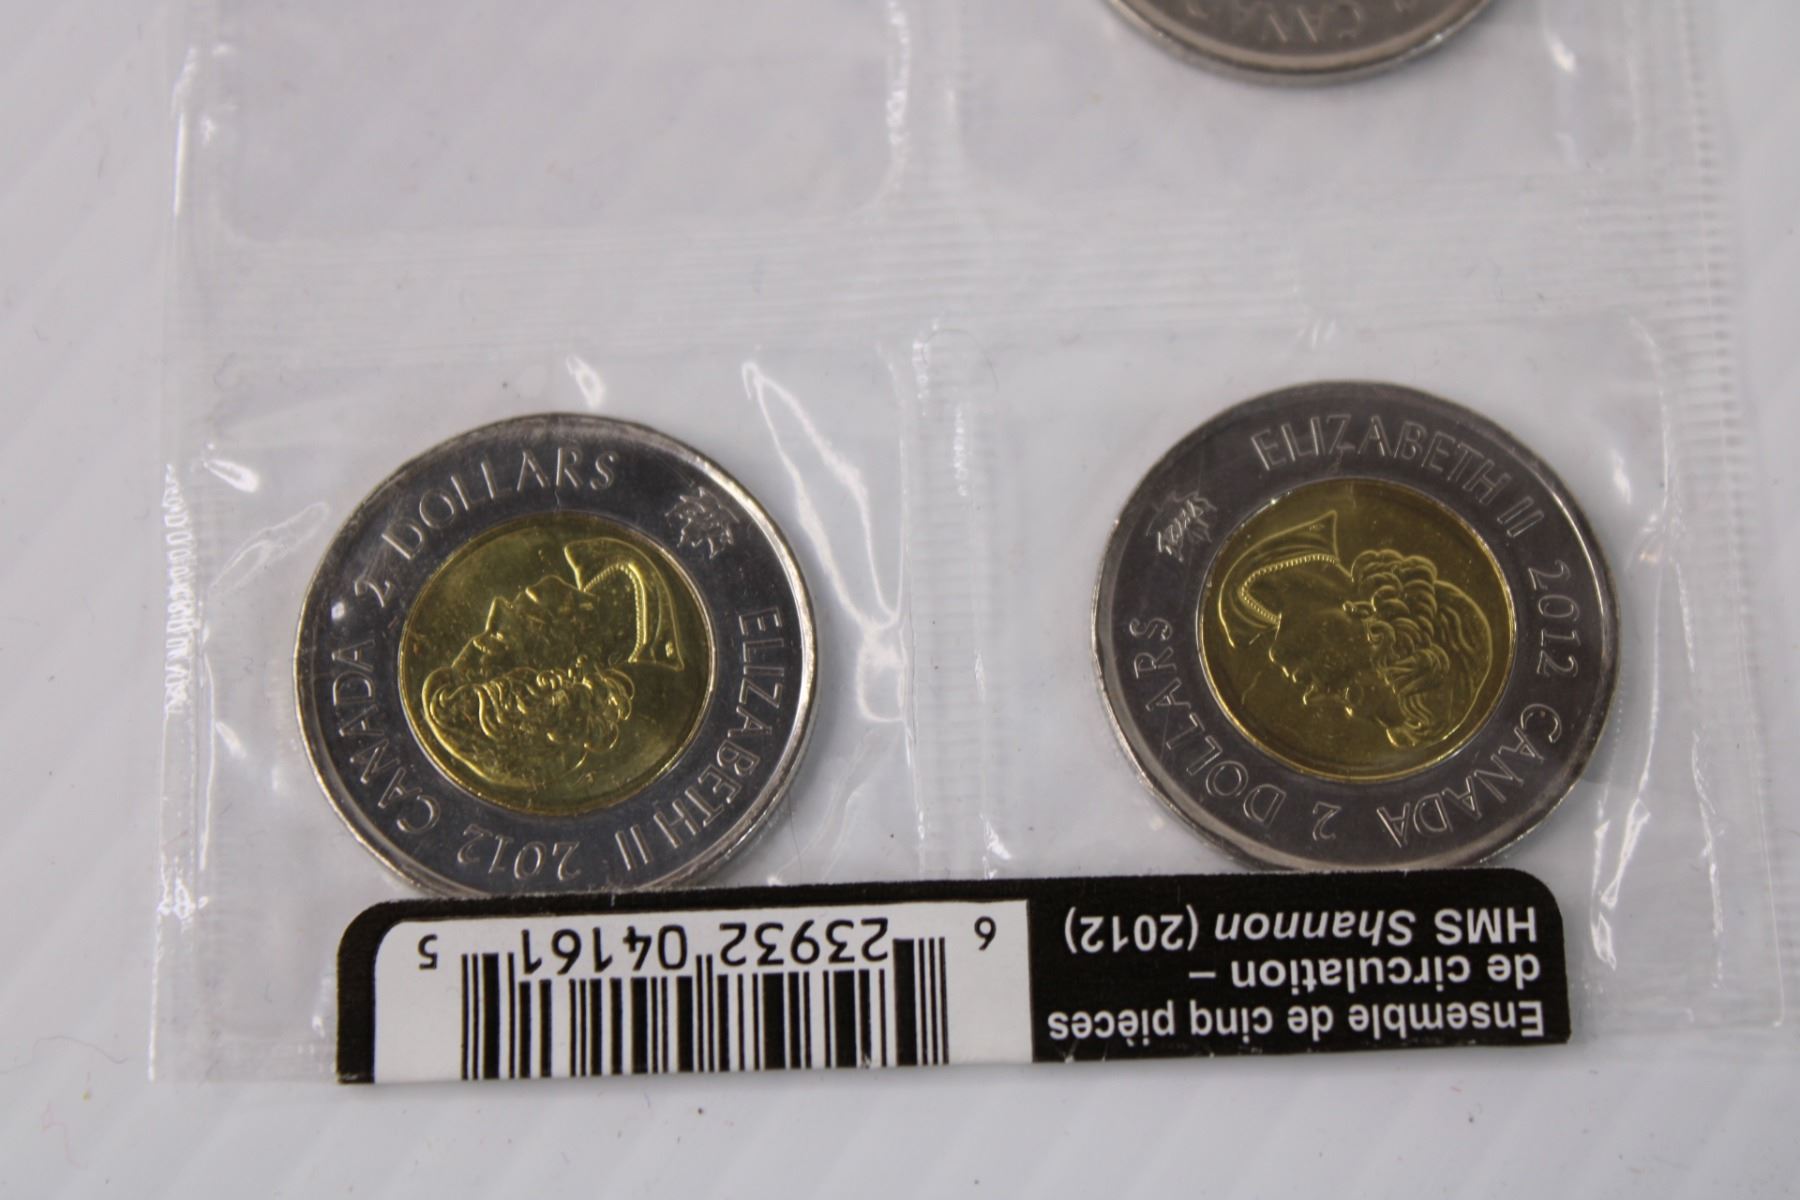 CANADA
2 DOLLARS
ELIZABETH II
2012 CANADA
ELIZABETH II
2012 CANADA
2 DOLLARS
Ensemble de cinq pièces
de circulation –
HMS Shannon (2012)
6 23932 04161 5